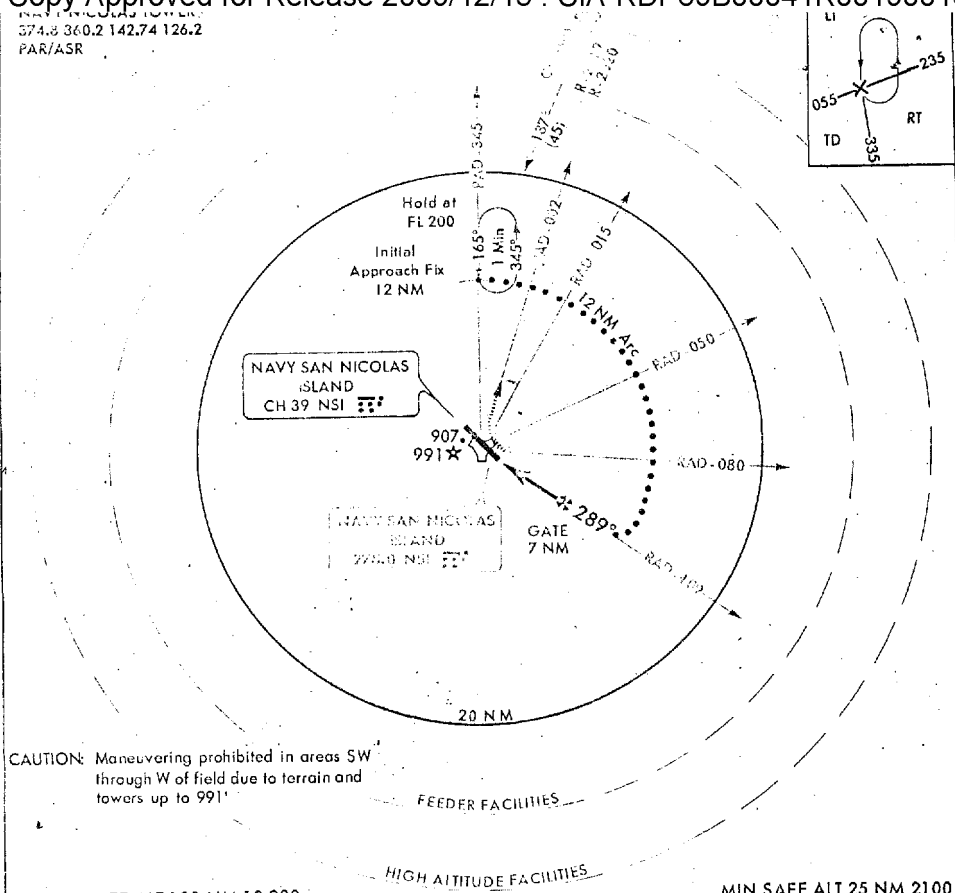 Copy Approved for Release
374.8 360.2 142.74 126.2
PAR/ASR
055
235
RT
TD
335
137°
(45)
RAD-345
Hold at
FL 200
165°
1 Min
345°
RAD-002
RAD-015
Initial
Approach Fix
12 NM
12 NM Arc
RAD-050
NAVY SAN NICOLAS
ISLAND
CH 39 NSI
907
991
RAD-080
NAVY SAN NICOLAS
ISLAND
NSI
GATE
7 NM
289°
RAD-109
20 NM
CAUTION: Maneuvering prohibited in areas SW
through W of field due to terrain and
towers up to 991'
FEEDER FACILITIES
HIGH ALTITUDE FACILITIES
MIN SAFE ALT 25 NM 2100